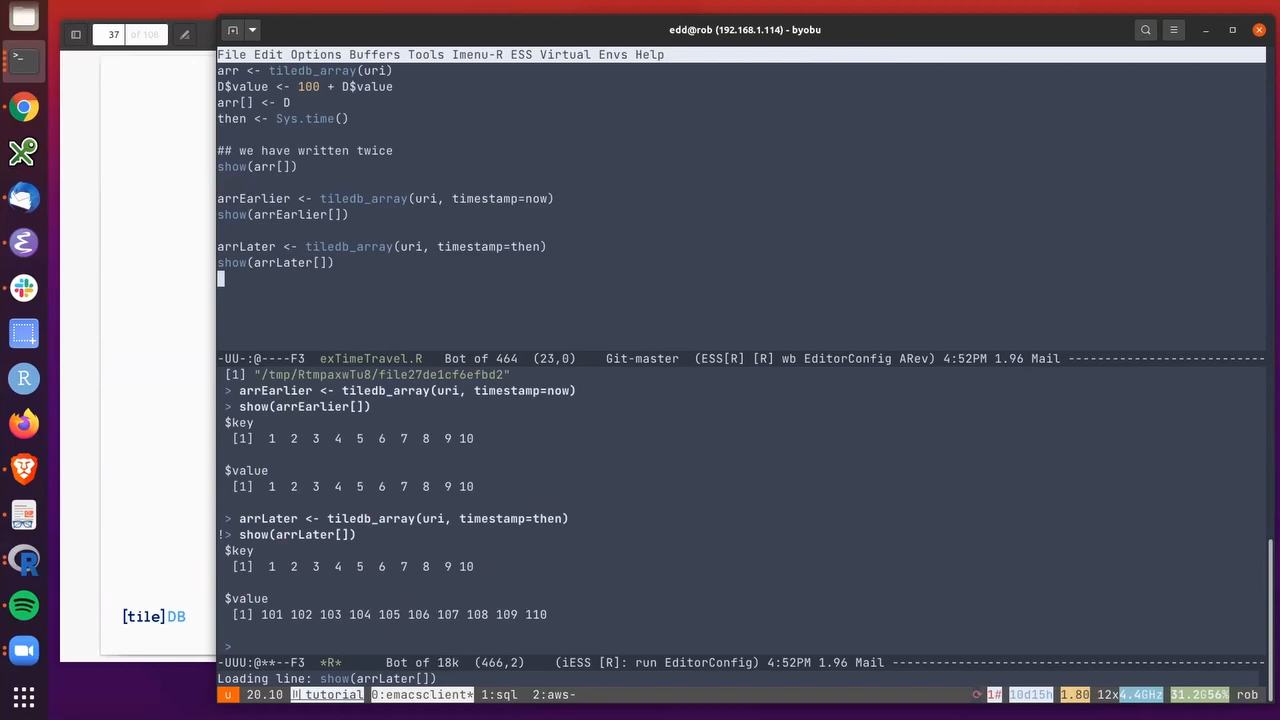 37 of 108
edd@rob (192.168.1.114) - byobu
File Edit Options Buffers Tools Imenu-R ESS Virtual Envs Help
arr <- tiledb_array(uri)
D$value <- 100 + D$value
arr[] <- D
then <- Sys.time()
## we have written twice
show(arr[])
arrEarlier <- tiledb_array(uri, timestamp=now)
show(arrEarlier[])
arrLater <- tiledb_array(uri, timestamp=then)
show(arrLater[])
-UU-:@----F3  exTimeTravel.R   Bot of 464  (23,0)    Git-master  (ESS[R] [R] wb EditorConfig ARev) 4:52PM 1.96 Mail ---------------------------
[1] "/tmp/RtmpaxwTu8/file27de1cf6efbd2"
> arrEarlier <- tiledb_array(uri, timestamp=now)
> show(arrEarlier[])
$key
[1]  1  2  3  4  5  6  7  8  9 10
$value
[1]  1  2  3  4  5  6  7  8  9 10
> arrLater <- tiledb_array(uri, timestamp=then)
!> show(arrLater[])
$key
[1]  1  2  3  4  5  6  7  8  9 10
$value
[1] 101 102 103 104 105 106 107 108 109 110
>
[tile]DB
-UUU:@**--F3  *R*      Bot of 18k  (466,2)    (iESS [R]: run EditorConfig) 4:52PM 1.96 Mail ----------------------------------
Loading line: show(arrLater[])
u  20.10 tutorial 0:emacsclient* 1:sql  2:aws-  1# 10d15h 1.80 12x4.4GHz 31.2G56% rob